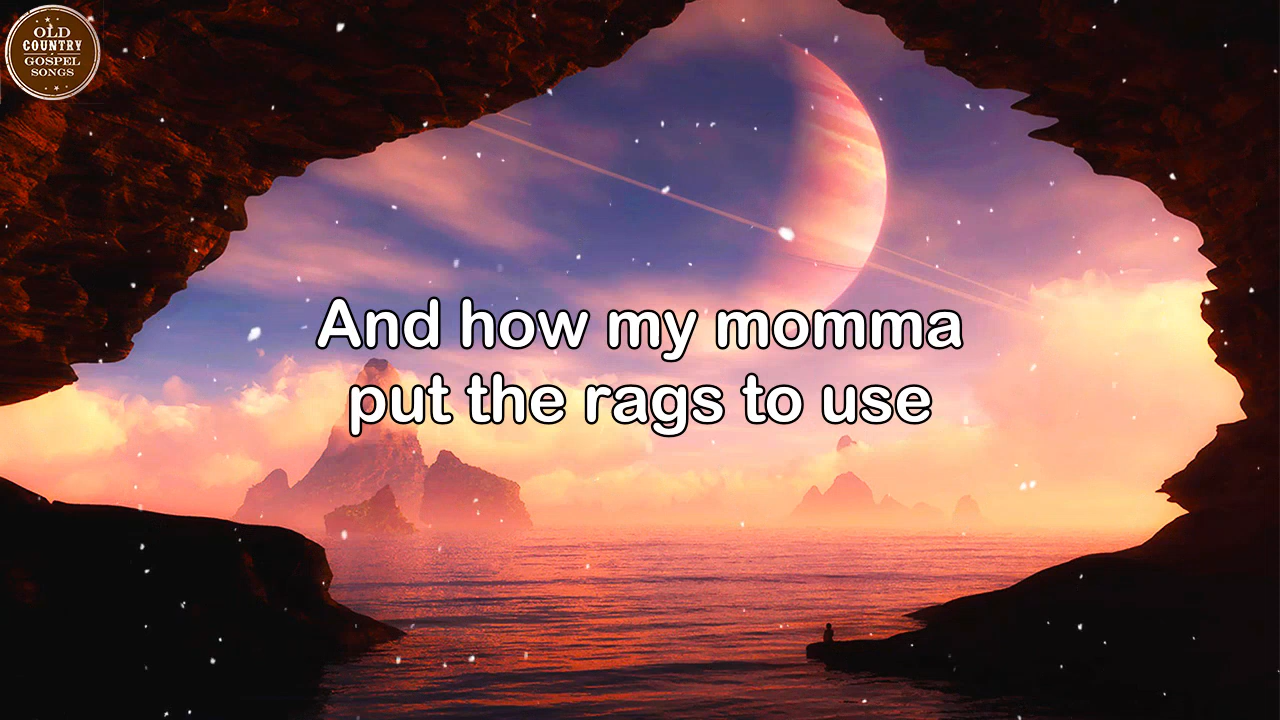 OLD
COUNTRY
GOSPEL
SONGS
And how my momma
put the rags to use